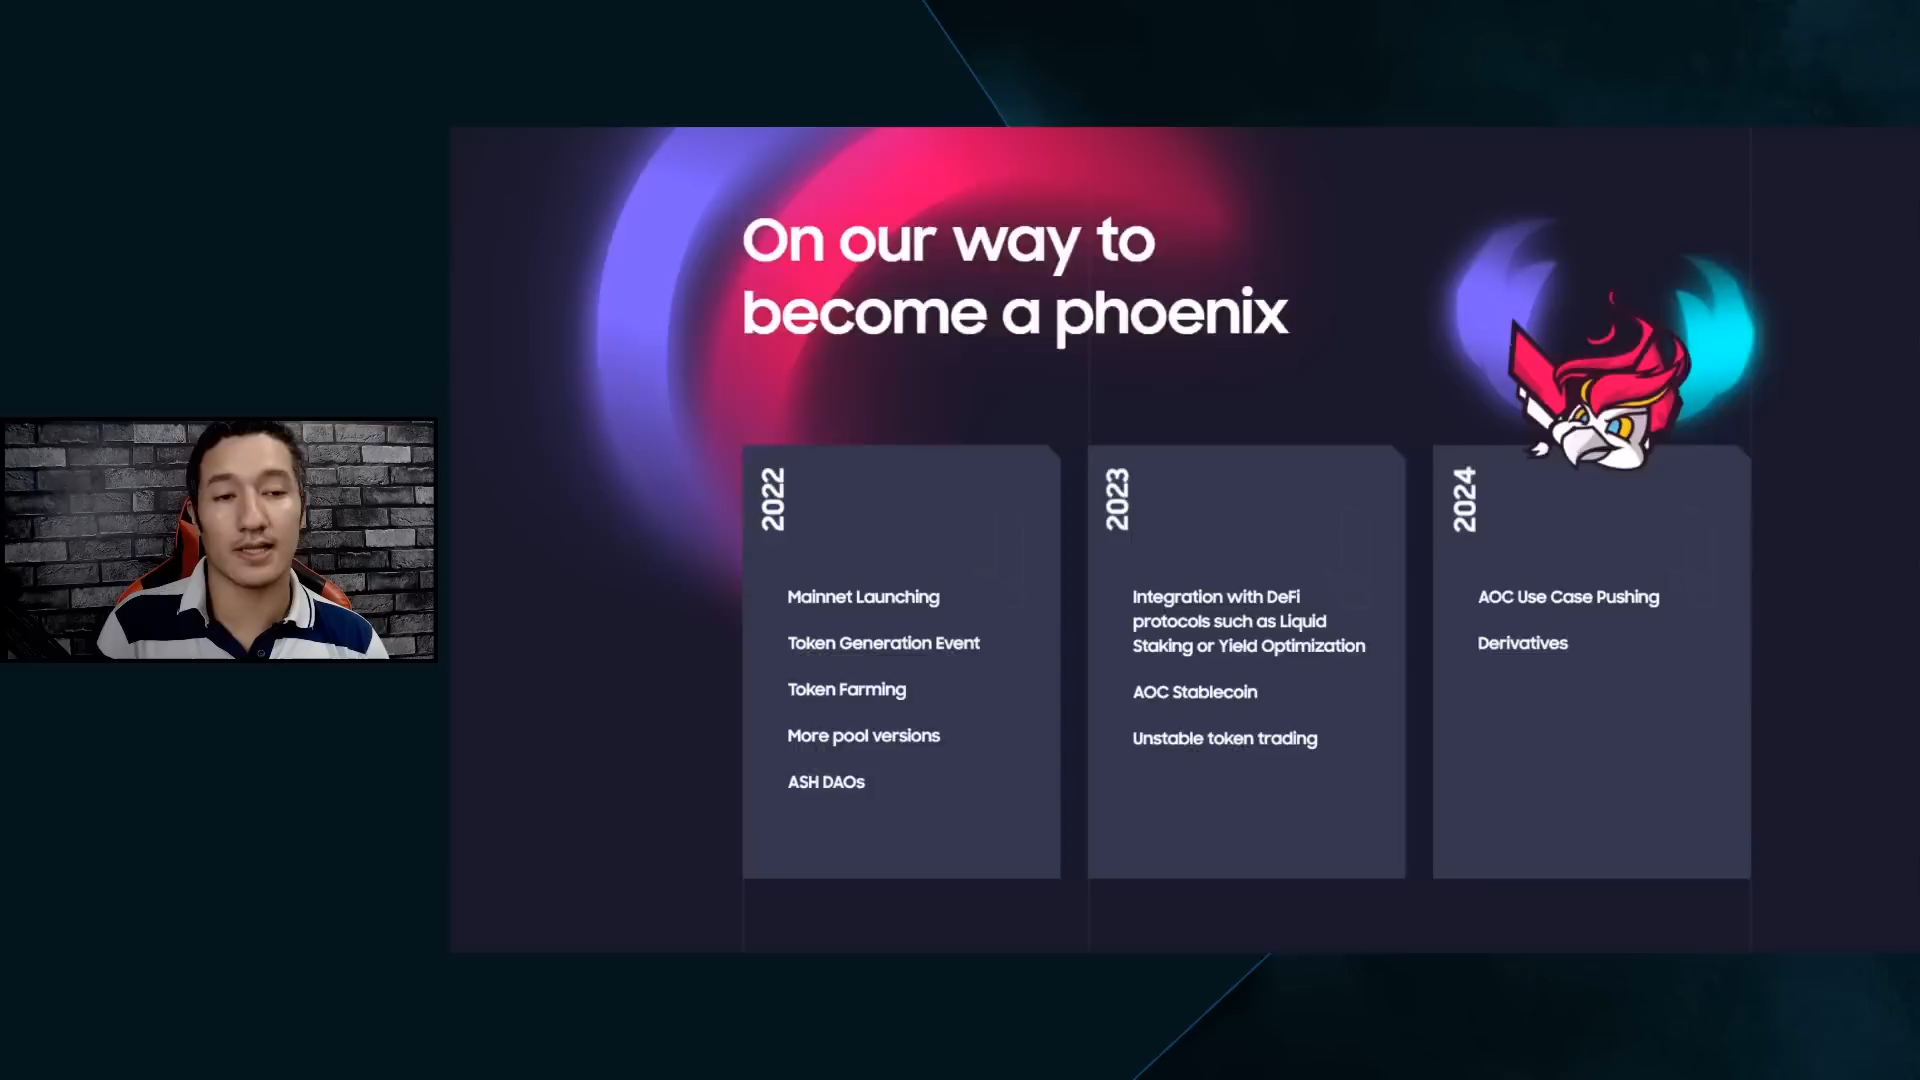 On our way to
become a phoenix
2022
Mainnet Launching
Token Generation Event
Token Farming
More pool versions
ASH DAOs
2023
Integration with DeFi
protocols such as Liquid
Staking or Yield Optimization
AOC Stablecoin
Unstable token trading
2024
AOC Use Case Pushing
Derivatives